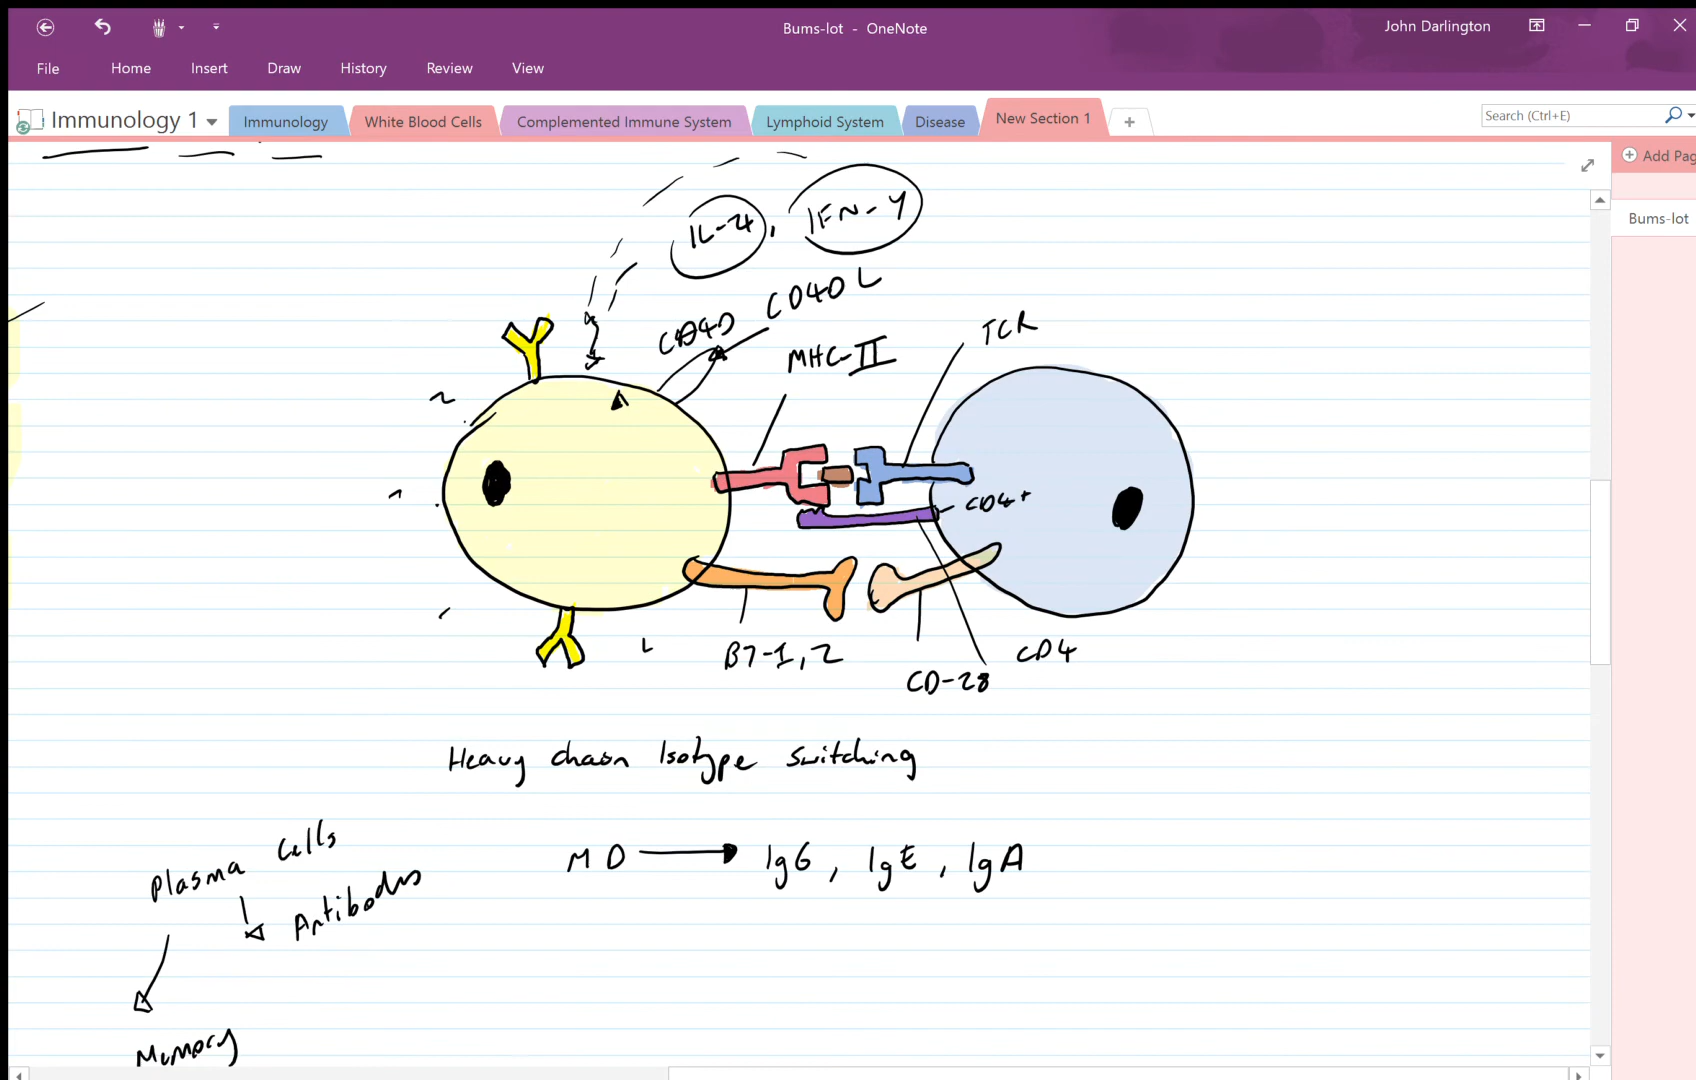 Bums-lot - OneNote
John Darlington
File Home Insert Draw History Review View
Immunology 1
Immunology White Blood Cells Complemented Immune System Lymphoid System Disease New Section 1
Search (Ctrl+E)
Add Pag
Bums-lot
IL-4, IFN-γ
CD40 CD40 L
MHC-II
TCR
CD4+
B7-1,2
CD-28
CD4
Heavy chain Isotype switching
M D → IgG, IgE, IgA
Plasma Cells
Antibodies
Memory